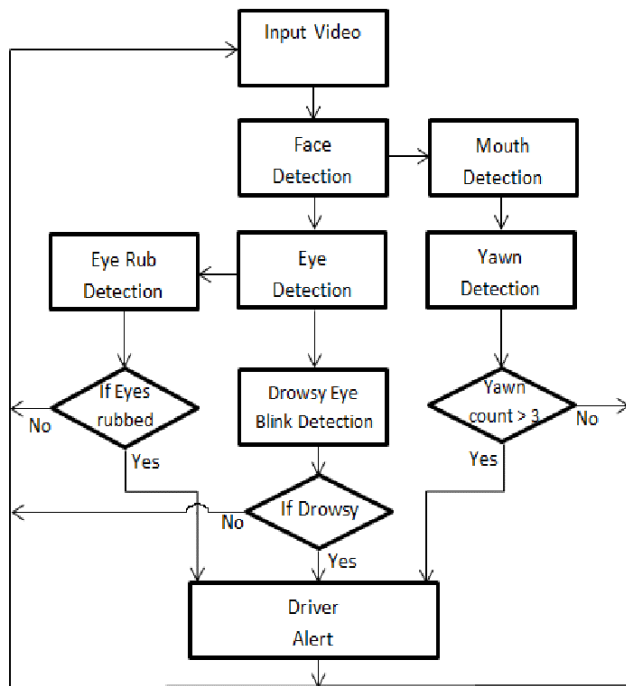 Input Video
Face
Detection
Mouth
Detection
Eye Rub
Detection
Eye
Detection
Yawn
Detection
If Eyes
rubbed
No
Yes
Drowsy Eye
Blink Detection
Yawn
count > 3
No
Yes
If Drowsy
No
Yes
Driver
Alert